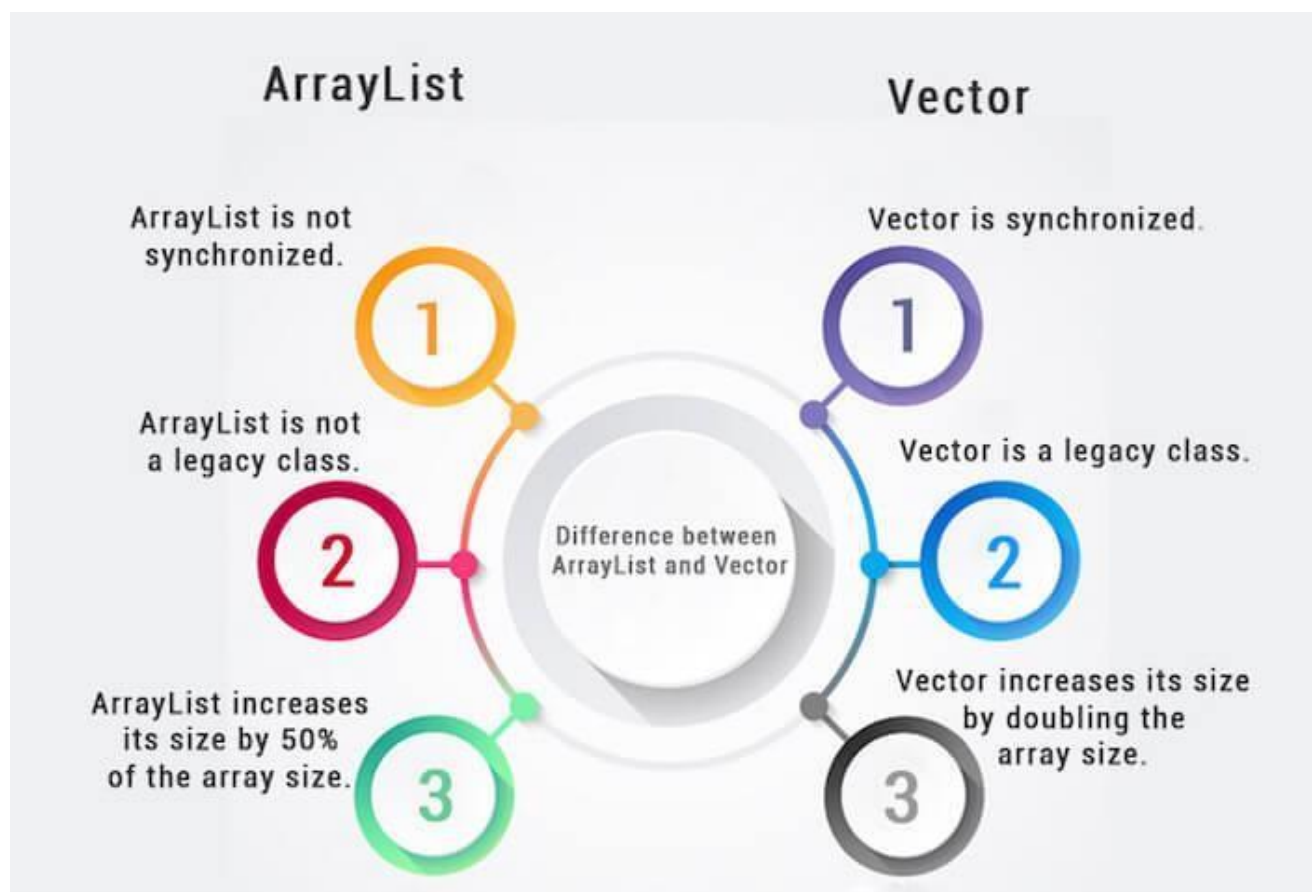 ArrayList
ArrayList is not
synchronized.
1
ArrayList is not
a legacy class.
2
ArrayList increases
its size by 50%
of the array size.
3
Difference between
ArrayList and Vector
Vector
Vector is synchronized.
1
Vector is a legacy class.
2
Vector increases its size
by doubling the
array size.
3